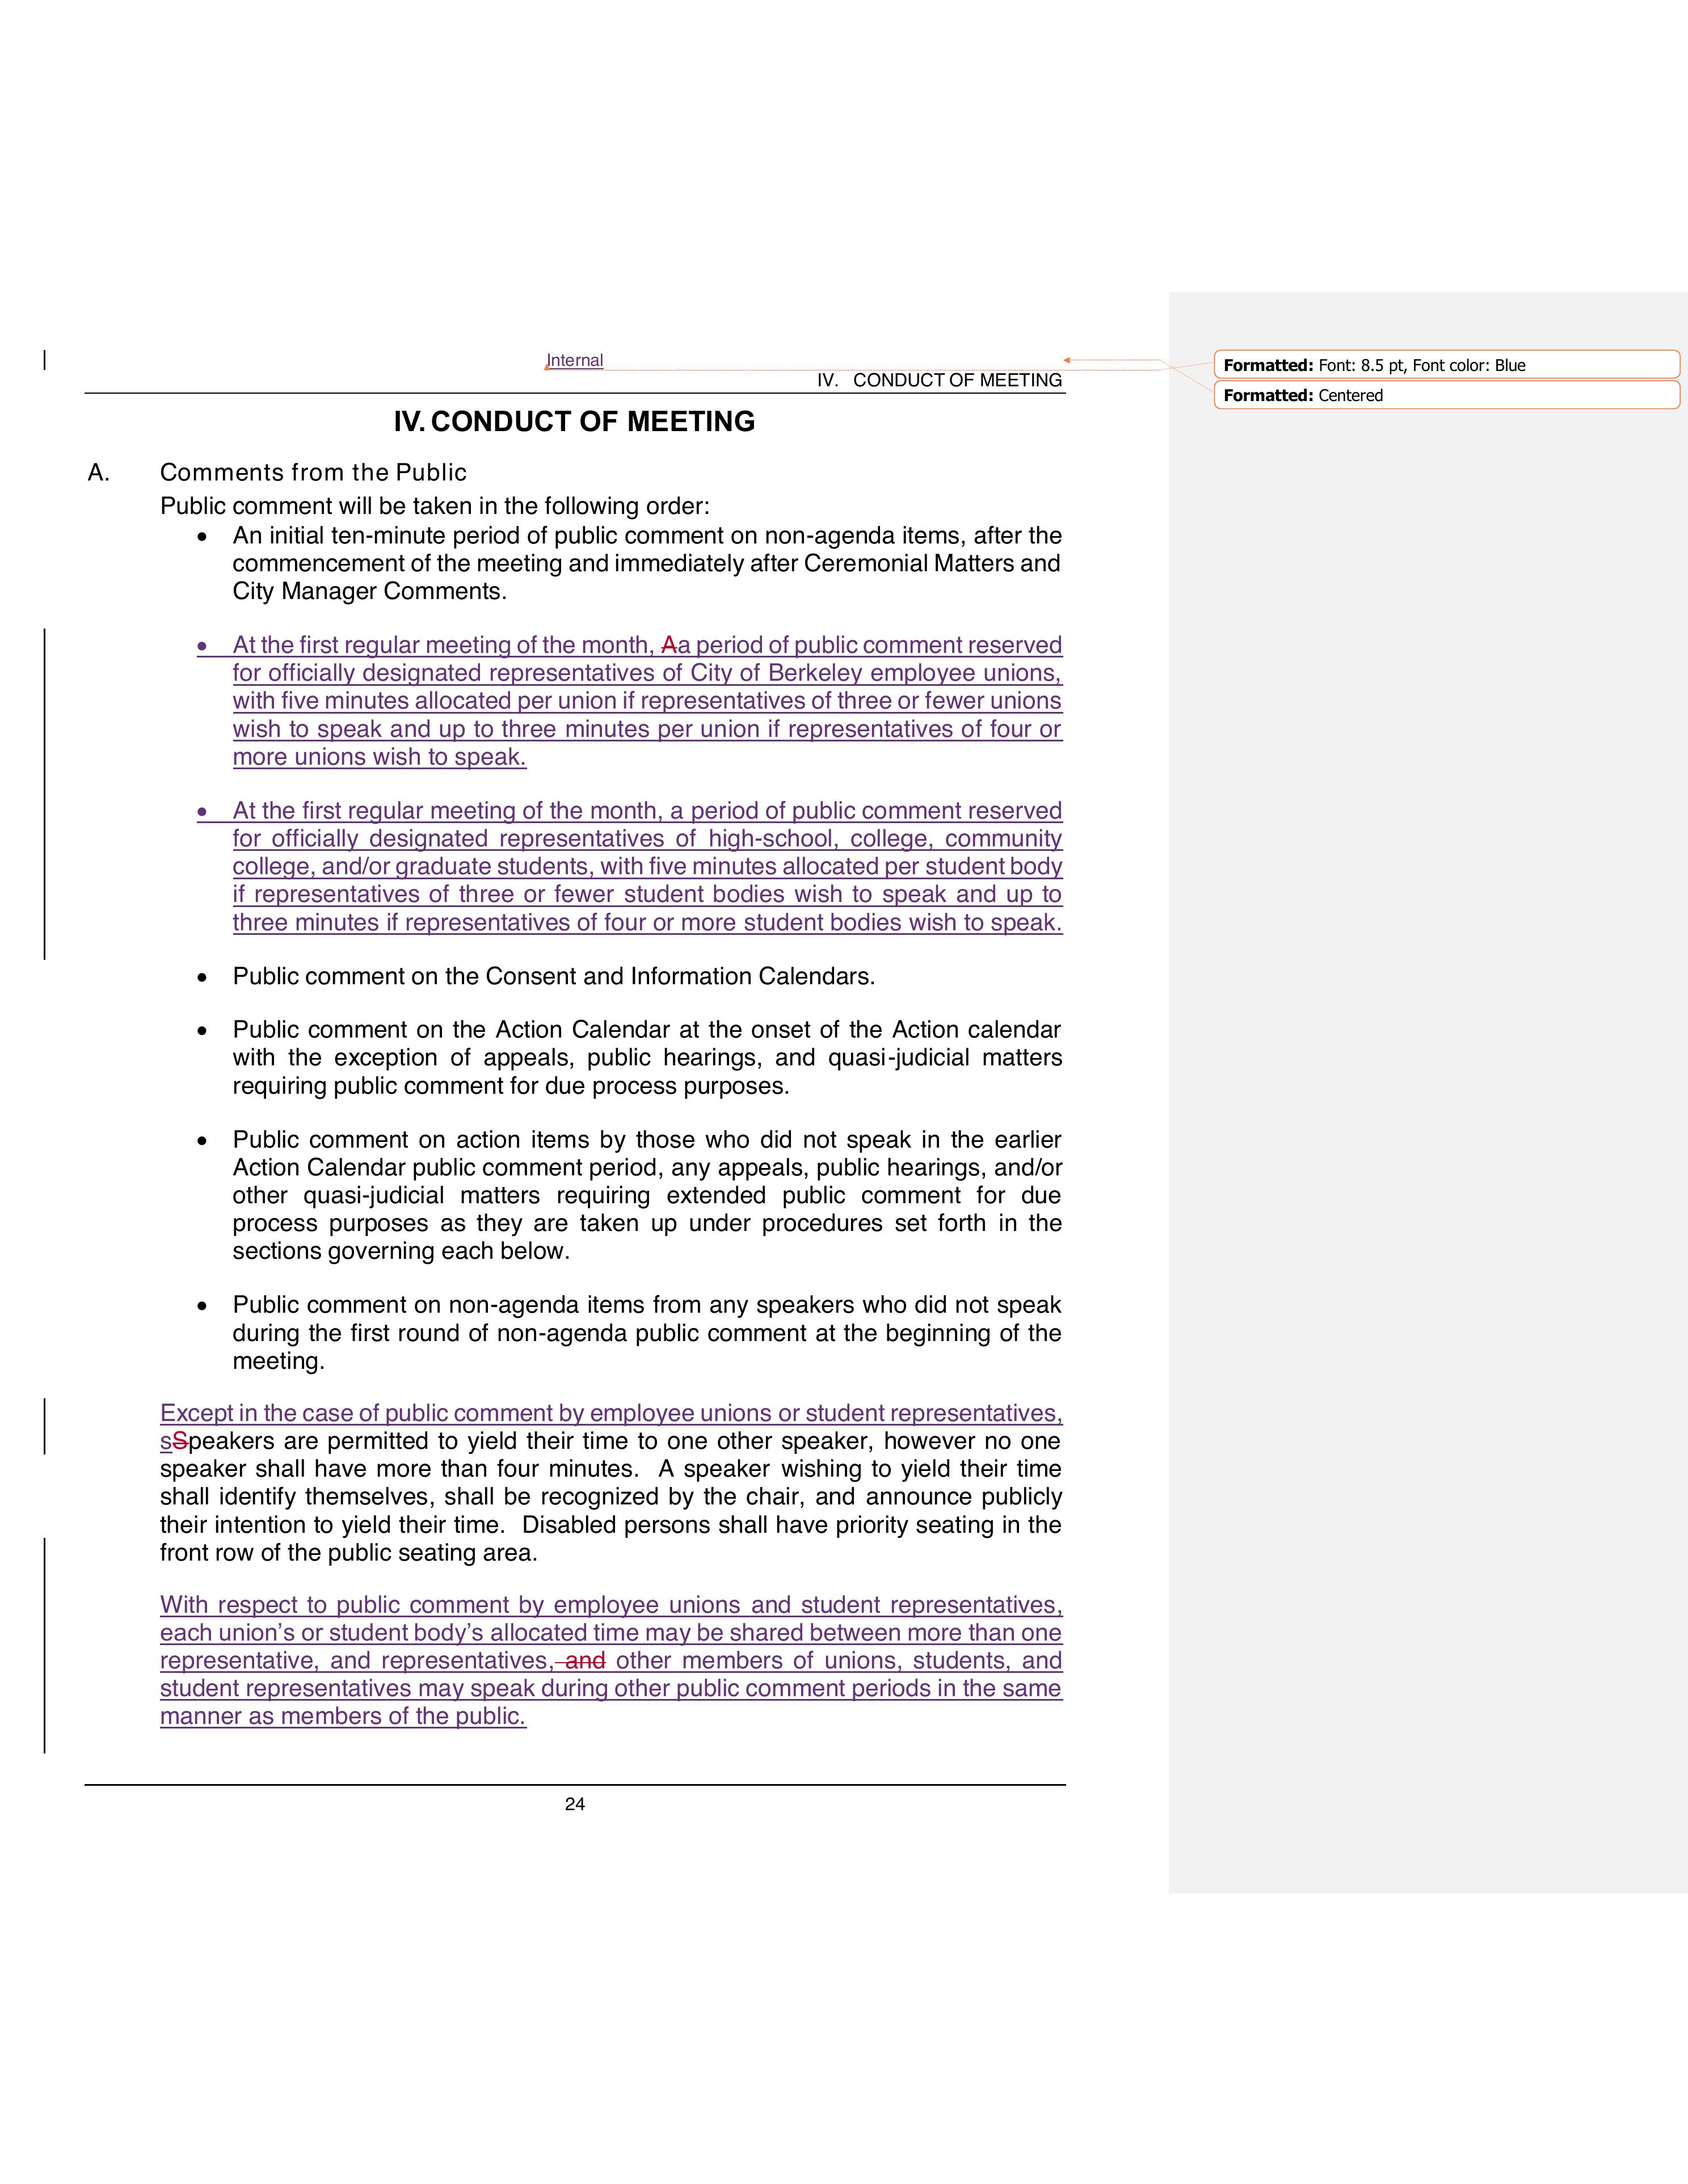 Internal
IV. CONDUCT OF MEETING
Formatted: Font: 8.5 pt, Font color: Blue
Formatted: Centered
IV. CONDUCT OF MEETING
A. Comments from the Public
Public comment will be taken in the following order:
• An initial ten-minute period of public comment on non-agenda items, after the
commencement of the meeting and immediately after Ceremonial Matters and
City Manager Comments.
• At the first regular meeting of the month, Aa period of public comment reserved
for officially designated representatives of City of Berkeley employee unions,
with five minutes allocated per union if representatives of three or fewer unions
wish to speak and up to three minutes per union if representatives of four or
more unions wish to speak.
• At the first regular meeting of the month, a period of public comment reserved
for officially designated representatives of high-school, college, community
college, and/or graduate students, with five minutes allocated per student body
if representatives of three or fewer student bodies wish to speak and up to
three minutes if representatives of four or more student bodies wish to speak.
• Public comment on the Consent and Information Calendars.
• Public comment on the Action Calendar at the onset of the Action calendar
with the exception of appeals, public hearings, and quasi-judicial matters
requiring public comment for due process purposes.
• Public comment on action items by those who did not speak in the earlier
Action Calendar public comment period, any appeals, public hearings, and/or
other quasi-judicial matters requiring extended public comment for due
process purposes as they are taken up under procedures set forth in the
sections governing each below.
• Public comment on non-agenda items from any speakers who did not speak
during the first round of non-agenda public comment at the beginning of the
meeting.
Except in the case of public comment by employee unions or student representatives,
sSpeakers are permitted to yield their time to one other speaker, however no one
speaker shall have more than four minutes. A speaker wishing to yield their time
shall identify themselves, shall be recognized by the chair, and announce publicly
their intention to yield their time. Disabled persons shall have priority seating in the
front row of the public seating area.
With respect to public comment by employee unions and student representatives,
each union’s or student body’s allocated time may be shared between more than one
representative, and representatives, and other members of unions, students, and
student representatives may speak during other public comment periods in the same
manner as members of the public.
24